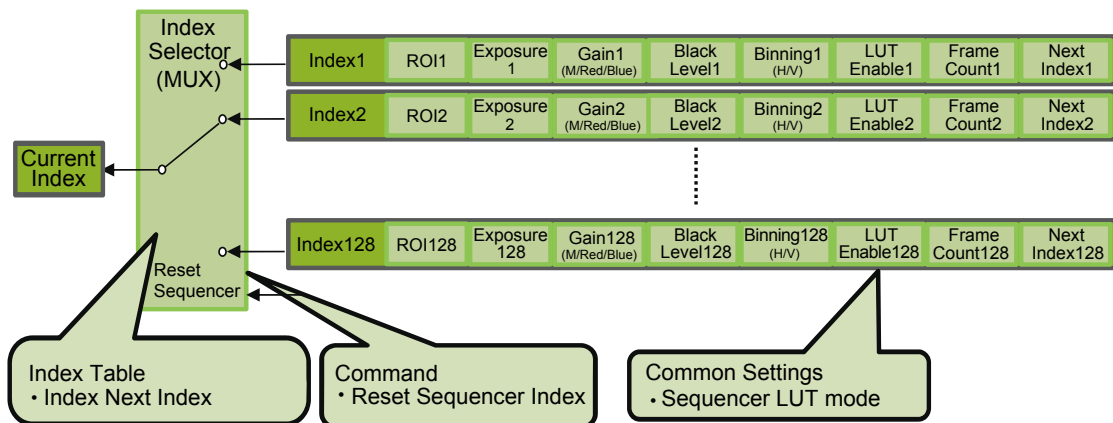 Index
Selector
(MUX)
Index1
ROI1
Exposure
1
Gain1
(M/Red/Blue)
Black
Level1
Binning1
(H/V)
LUT
Enable1
Frame
Count1
Next
Index1
Index2
ROI2
Exposure
2
Gain2
(M/Red/Blue)
Black
Level2
Binning2
(H/V)
LUT
Enable2
Frame
Count2
Next
Index2
Current
Index
Index128
ROI128
Exposure
128
Gain128
(M/Red/Blue)
Black
Level128
Binning128
(H/V)
LUT
Enable128
Frame
Count128
Next
Index128
Reset
Sequencer
Index Table
・Index Next Index
Command
・Reset Sequencer Index
Common Settings
・Sequencer LUT mode